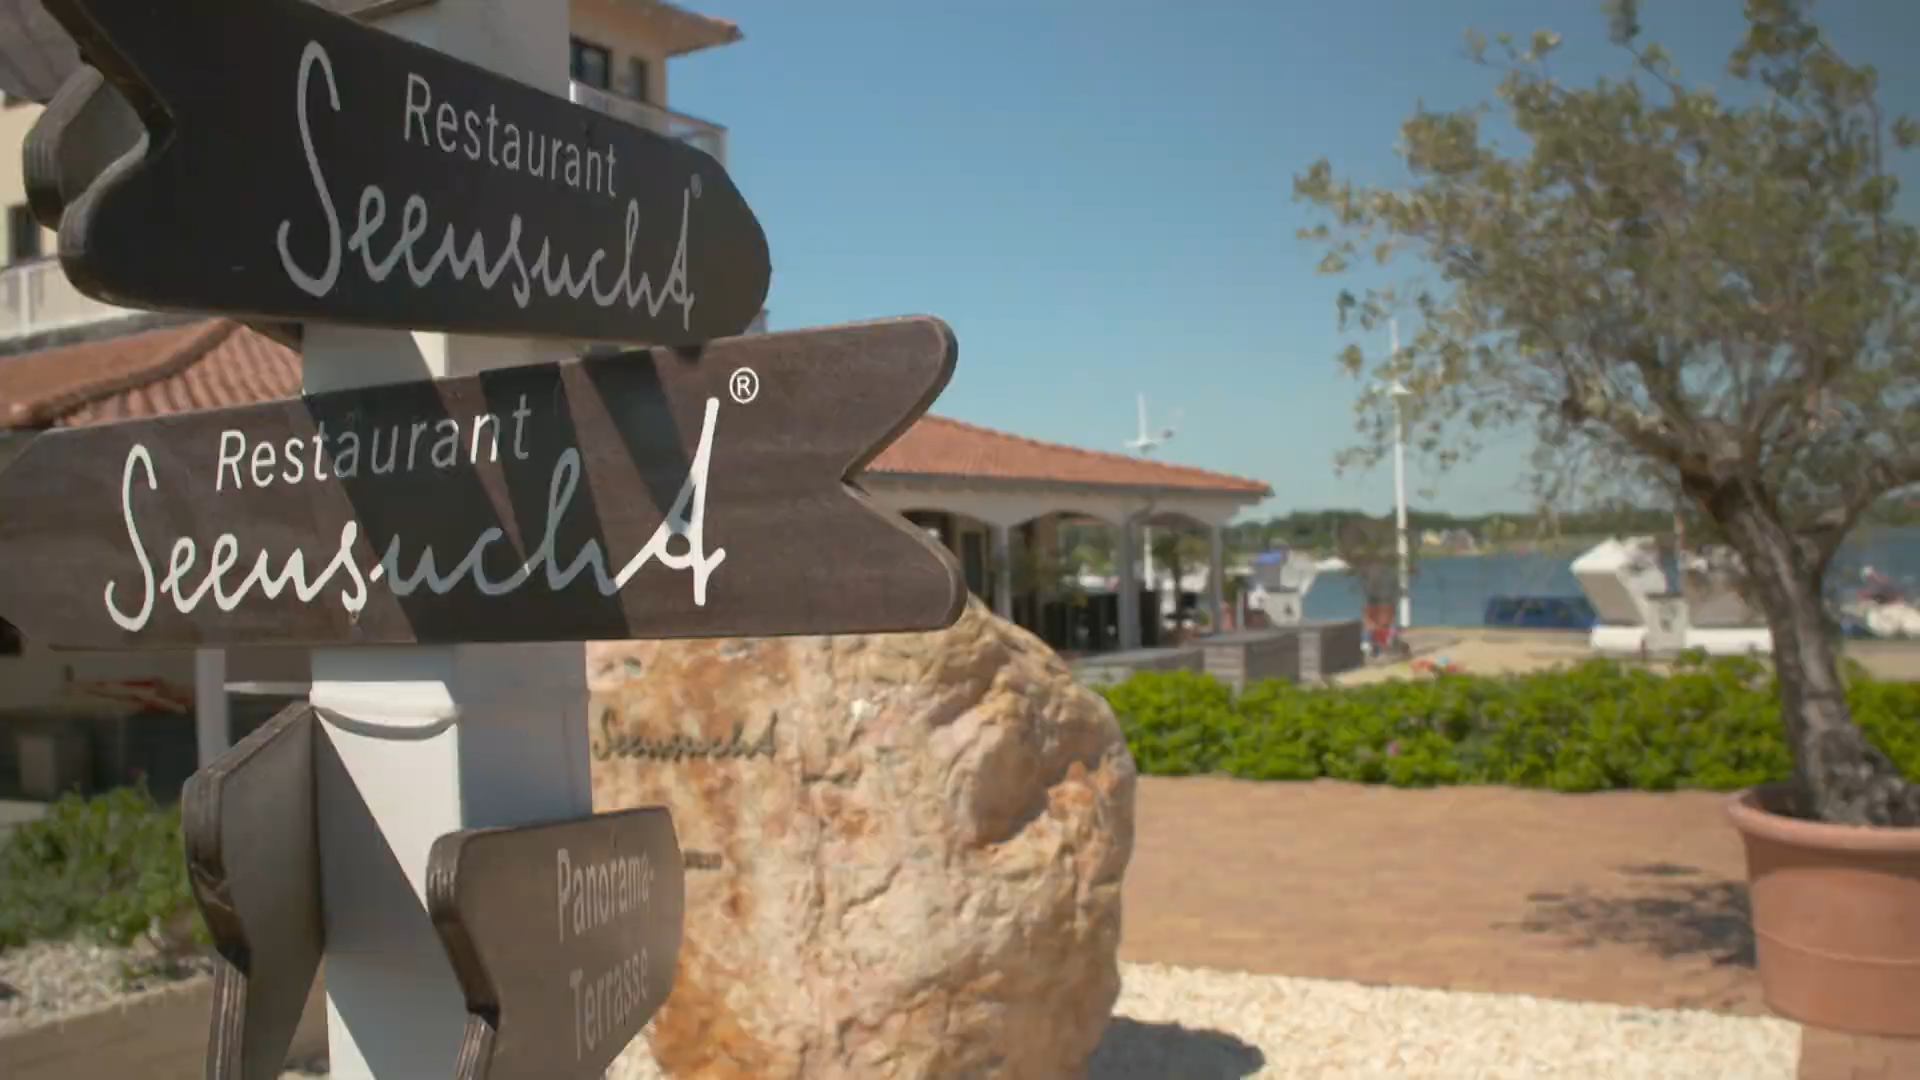 Restaurant
Seensucht®
Restaurant
Seensucht®
Seensucht
Panorama-
Terrasse